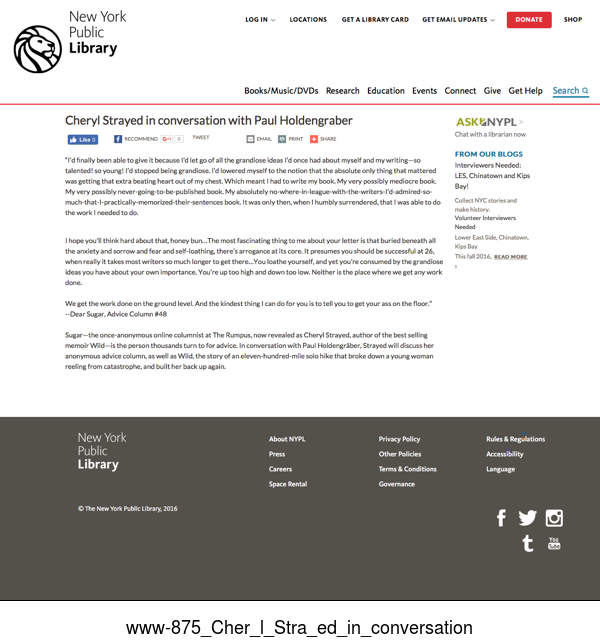 New York
Public
Library
LOG IN
LOCATIONS
GET A LIBRARY CARD
GET EMAIL UPDATES
DONATE
SHOP
Books/Music/DVDs Research Education Events Connect Give Get Help Search
Cheryl Strayed in conversation with Paul Holdengraber
Like 0
RECOMMEND
G+1 0
TWEET
EMAIL
PRINT
SHARE
"I'd finally been able to give it because I'd let go of all the grandiose ideas I'd once had about myself and my writing—so
talented! so young! I'd stopped being grandiose. I'd lowered myself to the notion that the absolute only thing that mattered
was getting that extra beating heart out of my chest. Which meant I had to write my book. My very possibly mediocre book.
My very possibly never-going-to-be-published book. My absolutely no-where-in-league-with-the-writers-I'd-admired-so-
much-that-I-practically-memorized-their-sentences book. It was only then, when I humbly surrendered, that I was able to do
the work I needed to do.
I hope you'll think hard about that, honey bun...The most fascinating thing to me about your letter is that buried beneath all
the anxiety and sorrow and fear and self-loathing, there's arrogance at its core. It presumes you should be successful at 26,
when really it takes most writers so much longer to get there...You loathe yourself, and yet you're consumed by the grandiose
ideas you have about your own importance. You're up too high and down too low. Neither is the place where we get any work
done.
We get the work done on the ground level. And the kindest thing I can do for you is to tell you to get your ass on the floor."
--Dear Sugar, Advice Column #48
Sugar—the once-anonymous online columnist at The Rumpus, now revealed as Cheryl Strayed, author of the best selling
memoir Wild—is the person thousands turn to for advice. In conversation with Paul Holdengräber, Strayed will discuss her
anonymous advice column, as well as Wild, the story of an eleven-hundred-mile solo hike that broke down a young woman
reeling from catastrophe, and built her back up again.
ASK NYPL >
Chat with a librarian now
FROM OUR BLOGS
Interviewers Needed:
LES, Chinatown and Kips
Bay!
Collect NYC stories and
make history.
Volunteer Interviewers
Needed
Lower East Side, Chinatown,
Kips Bay
This fall 2016, READ MORE
New York
Public
Library
About NYPL
Press
Careers
Space Rental
Privacy Policy
Other Policies
Terms & Conditions
Governance
Rules & Regulations
Accessibility
Language
© The New York Public Library, 2016
You
Tube
www-875_Cher_l_Stra_ed_in_conversation